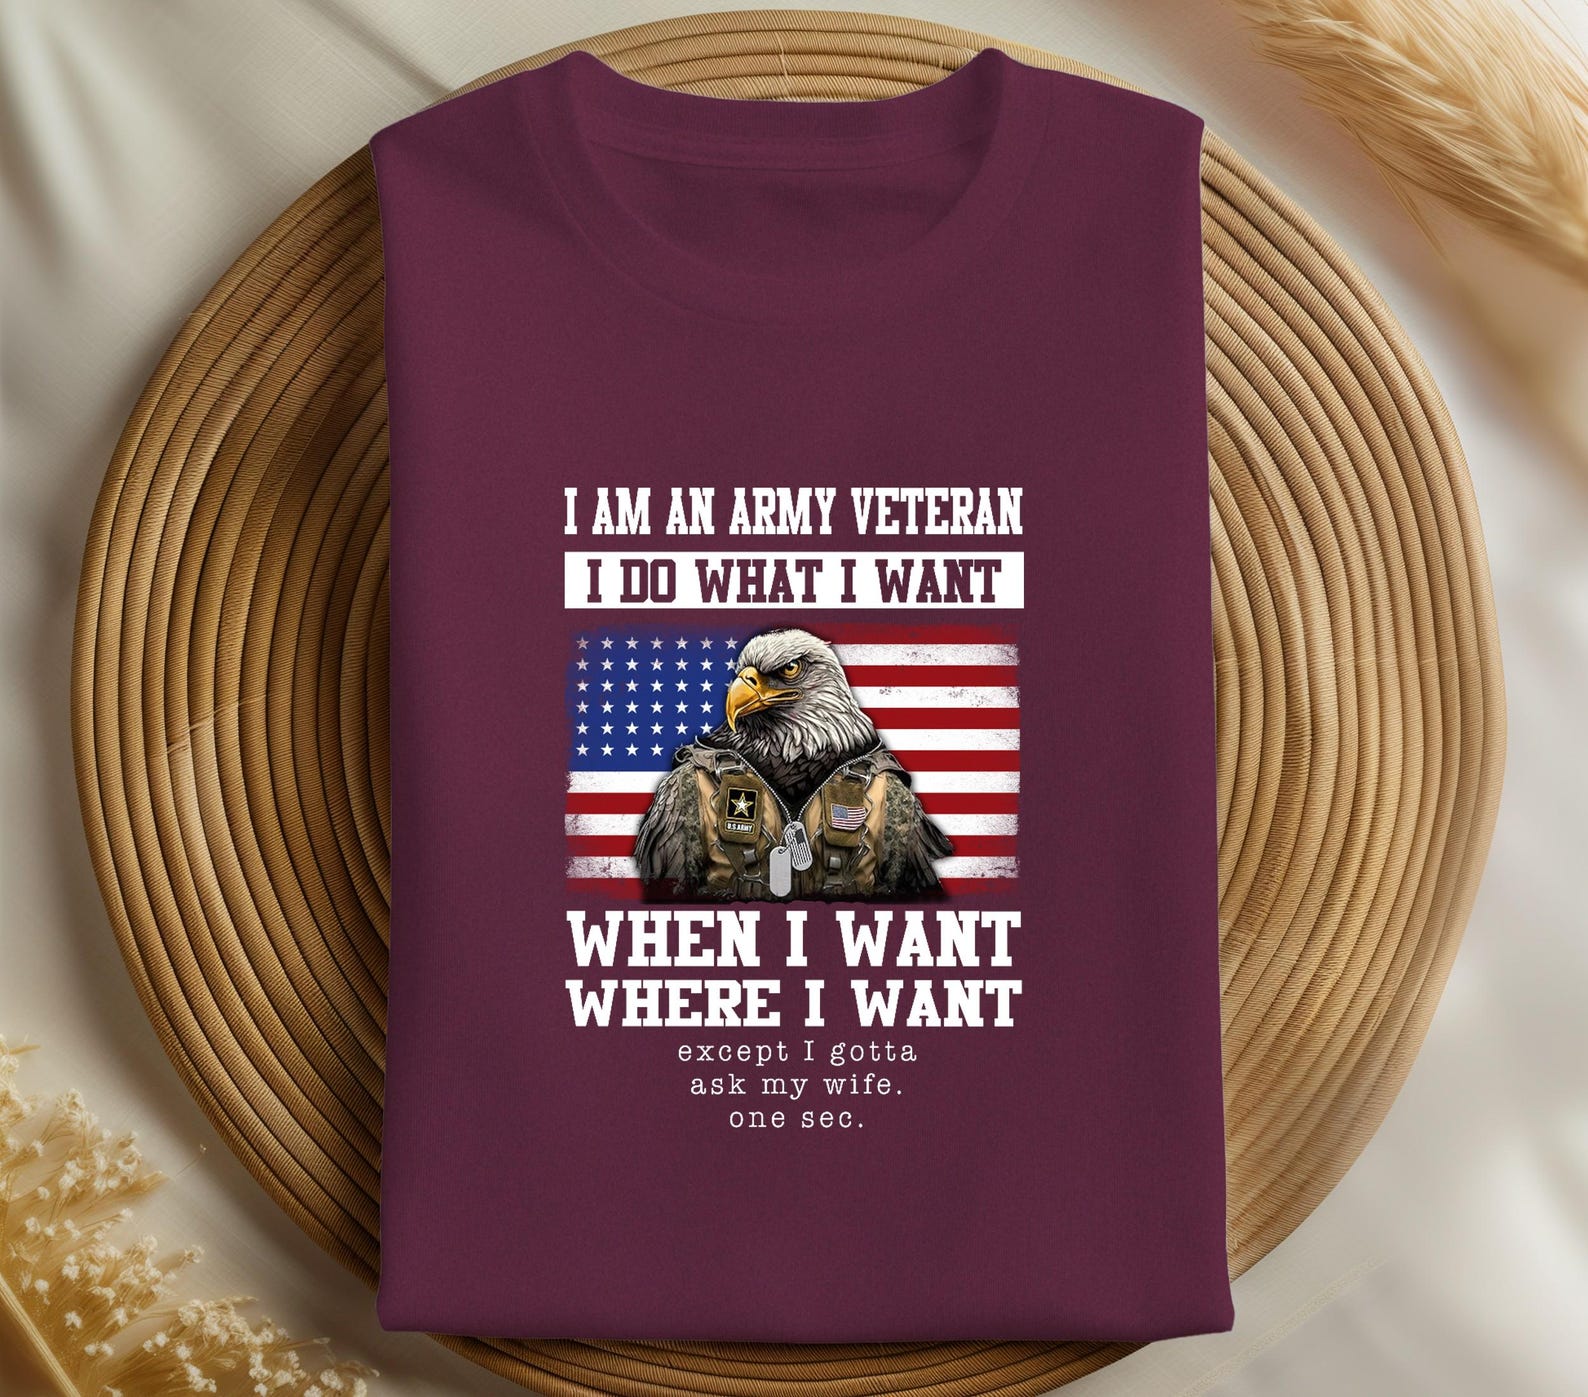 I AM AN ARMY VETERAN
I DO WHAT I WANT
U.S.ARMY
WHEN I WANT
WHERE I WANT
except I gotta
ask my wife.
one sec.